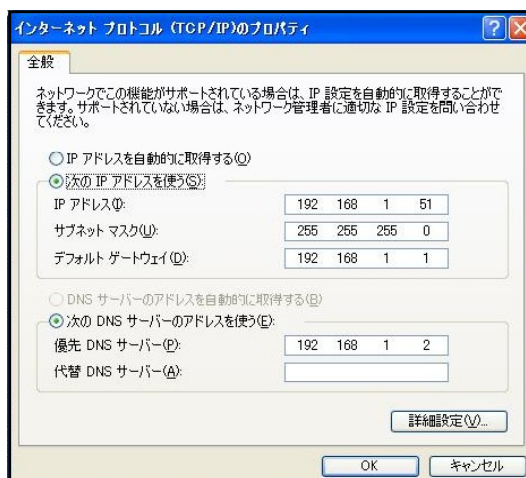 インターネット プロトコル (TCP/IP)のプロパティ
全般
ネットワークでこの機能がサポートされている場合は、IP 設定を自動的に取得することがで
きます。サポートされていない場合は、ネットワーク管理者に適切な IP 設定を問い合わせ
てください。
IP アドレスを自動的に取得する(O)
次の IP アドレスを使う(S):
IP アドレス(I): 192 168 1 51
サブネット マスク(U): 255 255 255 0
デフォルト ゲートウェイ(D): 192 168 1 1
DNS サーバーのアドレスを自動的に取得する(B)
次の DNS サーバーのアドレスを使う(E):
優先 DNS サーバー(P): 192 168 1 2
代替 DNS サーバー(A):
詳細設定(V)...
OK キャンセル